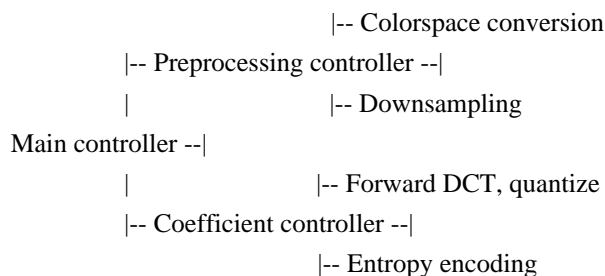 |-- Colorspace conversion
|-- Preprocessing controller --|
| |-- Downsampling
Main controller --|
| |-- Forward DCT, quantize
|-- Coefficient controller --|
|-- Entropy encoding